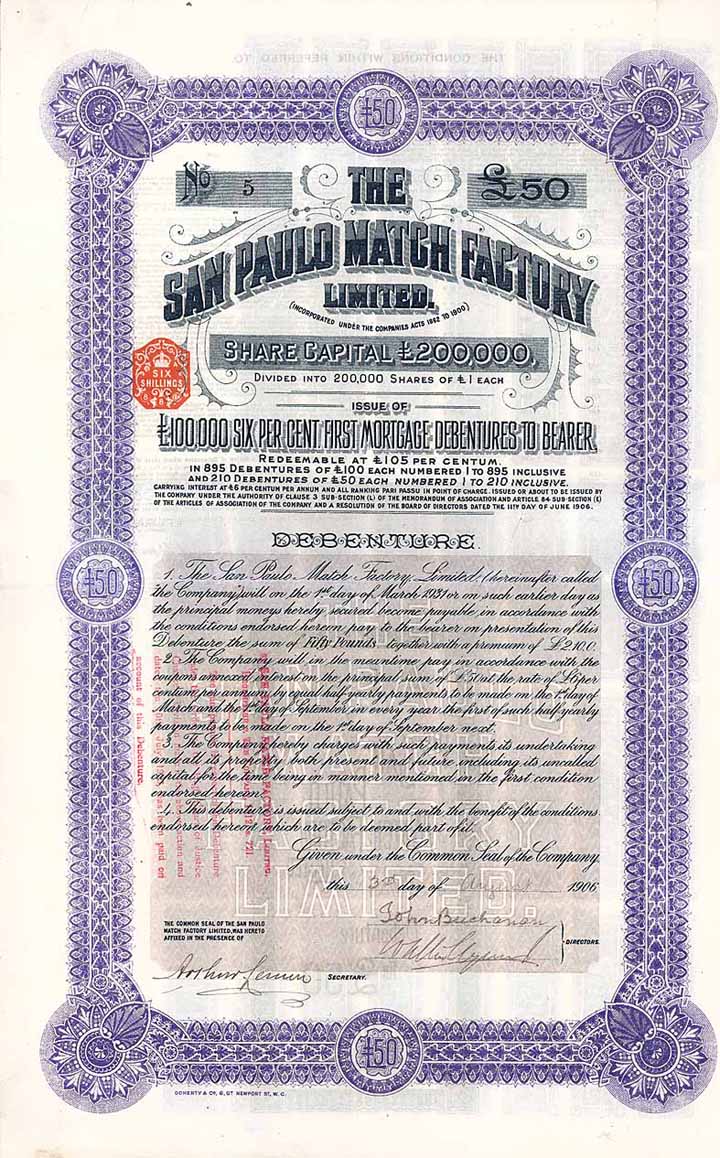 £50
No 5
THE
£50
SAN PAULO MATCH FACTORY
LIMITED.
(INCORPORATED UNDER THE COMPANIES ACTS 1862 TO 1900)
SHARE CAPITAL £200,000,
DIVIDED INTO 200,000 SHARES OF £1 EACH
SIX
SHILLINGS
ISSUE OF
£100,000 SIX PER CENT. FIRST MORTGAGE DEBENTURES TO BEARER.
REDEEMABLE AT £105 PER CENTUM.
IN 895 DEBENTURES OF £100 EACH NUMBERED 1 TO 895 INCLUSIVE
AND 210 DEBENTURES OF £50 EACH NUMBERED 1 TO 210 INCLUSIVE.
CARRYING INTEREST AT £6 PER CENTUM PER ANNUM AND ALL RANKING PARI PASSU IN POINT OF CHARGE. ISSUED OR ABOUT TO BE ISSUED BY
THE COMPANY UNDER THE AUTHORITY OF CLAUSE 3 SUB-SECTION (L) OF THE MEMORANDUM OF ASSOCIATION AND ARTICLE 84 SUB-SECTION (E)
OF THE ARTICLES OF ASSOCIATION OF THE COMPANY AND A RESOLUTION OF THE BOARD OF DIRECTORS DATED THE 11TH DAY OF JUNE 1906.
DEBENTURE.
£50
£50
1. The San Paulo Match Factory, Limited, (hereinafter called
the Company) will on the 1st day of March 1931 or on such earlier day as
the principal moneys hereby secured become payable in accordance with
the conditions endorsed hereon pay to the bearer on presentation of this
Debenture the sum of Fifty Pounds together with a premium of £2.10.0.
2. The Company will in the meantime pay in accordance with the
coupon annexed interest on the principal sum of £50 at the rate of £6 per
centum per annum by equal half-yearly payments to be made on the 1st day of
March and the 1st day of September in every year the first of such half yearly
payments to be made on the 1st day of September next.
3. The Company hereby charges with such payments its undertaking
and all its property both present and future including its uncalled
capital for the time being in manner mentioned in the first condition
endorsed hereon.
4. This debenture is issued subject to and with the benefit of the conditions
endorsed hereon which are to be deemed part of it.
Given under the Common Seal of the Company
this 3rd day of August 1906
account of this Debenture
LIMITED.
John Buchanan
THE COMMON SEAL OF THE SAN PAULO
MATCH FACTORY LIMITED, WAS HERETO
AFFIXED IN THE PRESENCE OF
DIRECTORS.
SECRETARY.
£50
DOHERTY & CO, 6, GT NEWPORT ST, W. C.